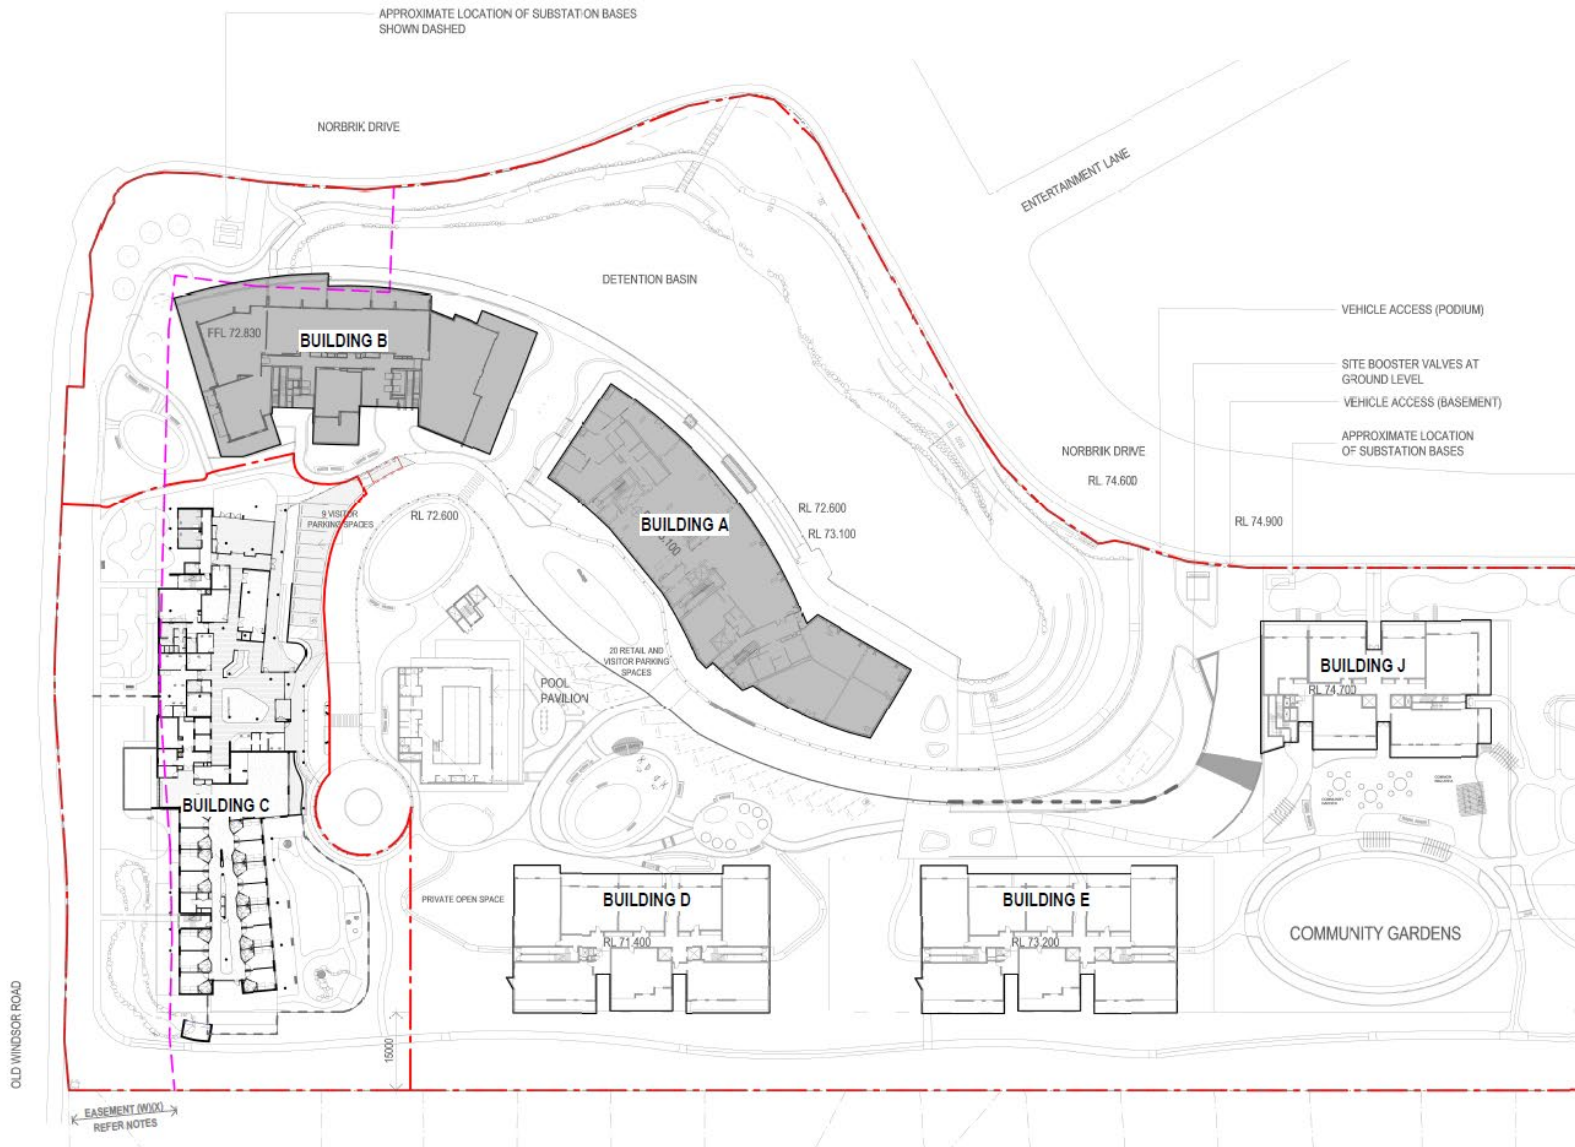 APPROXIMATE LOCATION OF SUBSTATION BASES
SHOWN DASHED
NORBRIK DRIVE
ENTERTAINMENT LANE
DETENTION BASIN
VEHICLE ACCESS (PODIUM)
FFL 72.830
BUILDING B
SITE BOOSTER VALVES AT
GROUND LEVEL
VEHICLE ACCESS (BASEMENT)
APPROXIMATE LOCATION
OF SUBSTATION BASES
NORBRIK DRIVE
RL 74.600
RL 74.900
9 VISITOR
PARKING SPACES
RL 72.600
BUILDING A
RL 72.600
RL 73.100
20 RETAIL AND
VISITOR PARKING
SPACES
POOL
PAVILION
BUILDING J
RL 74.700
BUILDING C
PRIVATE OPEN SPACE
BUILDING D
RL 71.400
BUILDING E
RL 73.200
COMMUNITY GARDENS
OLD WINDSOR ROAD
15000
EASEMENT (W)(X)
REFER NOTES